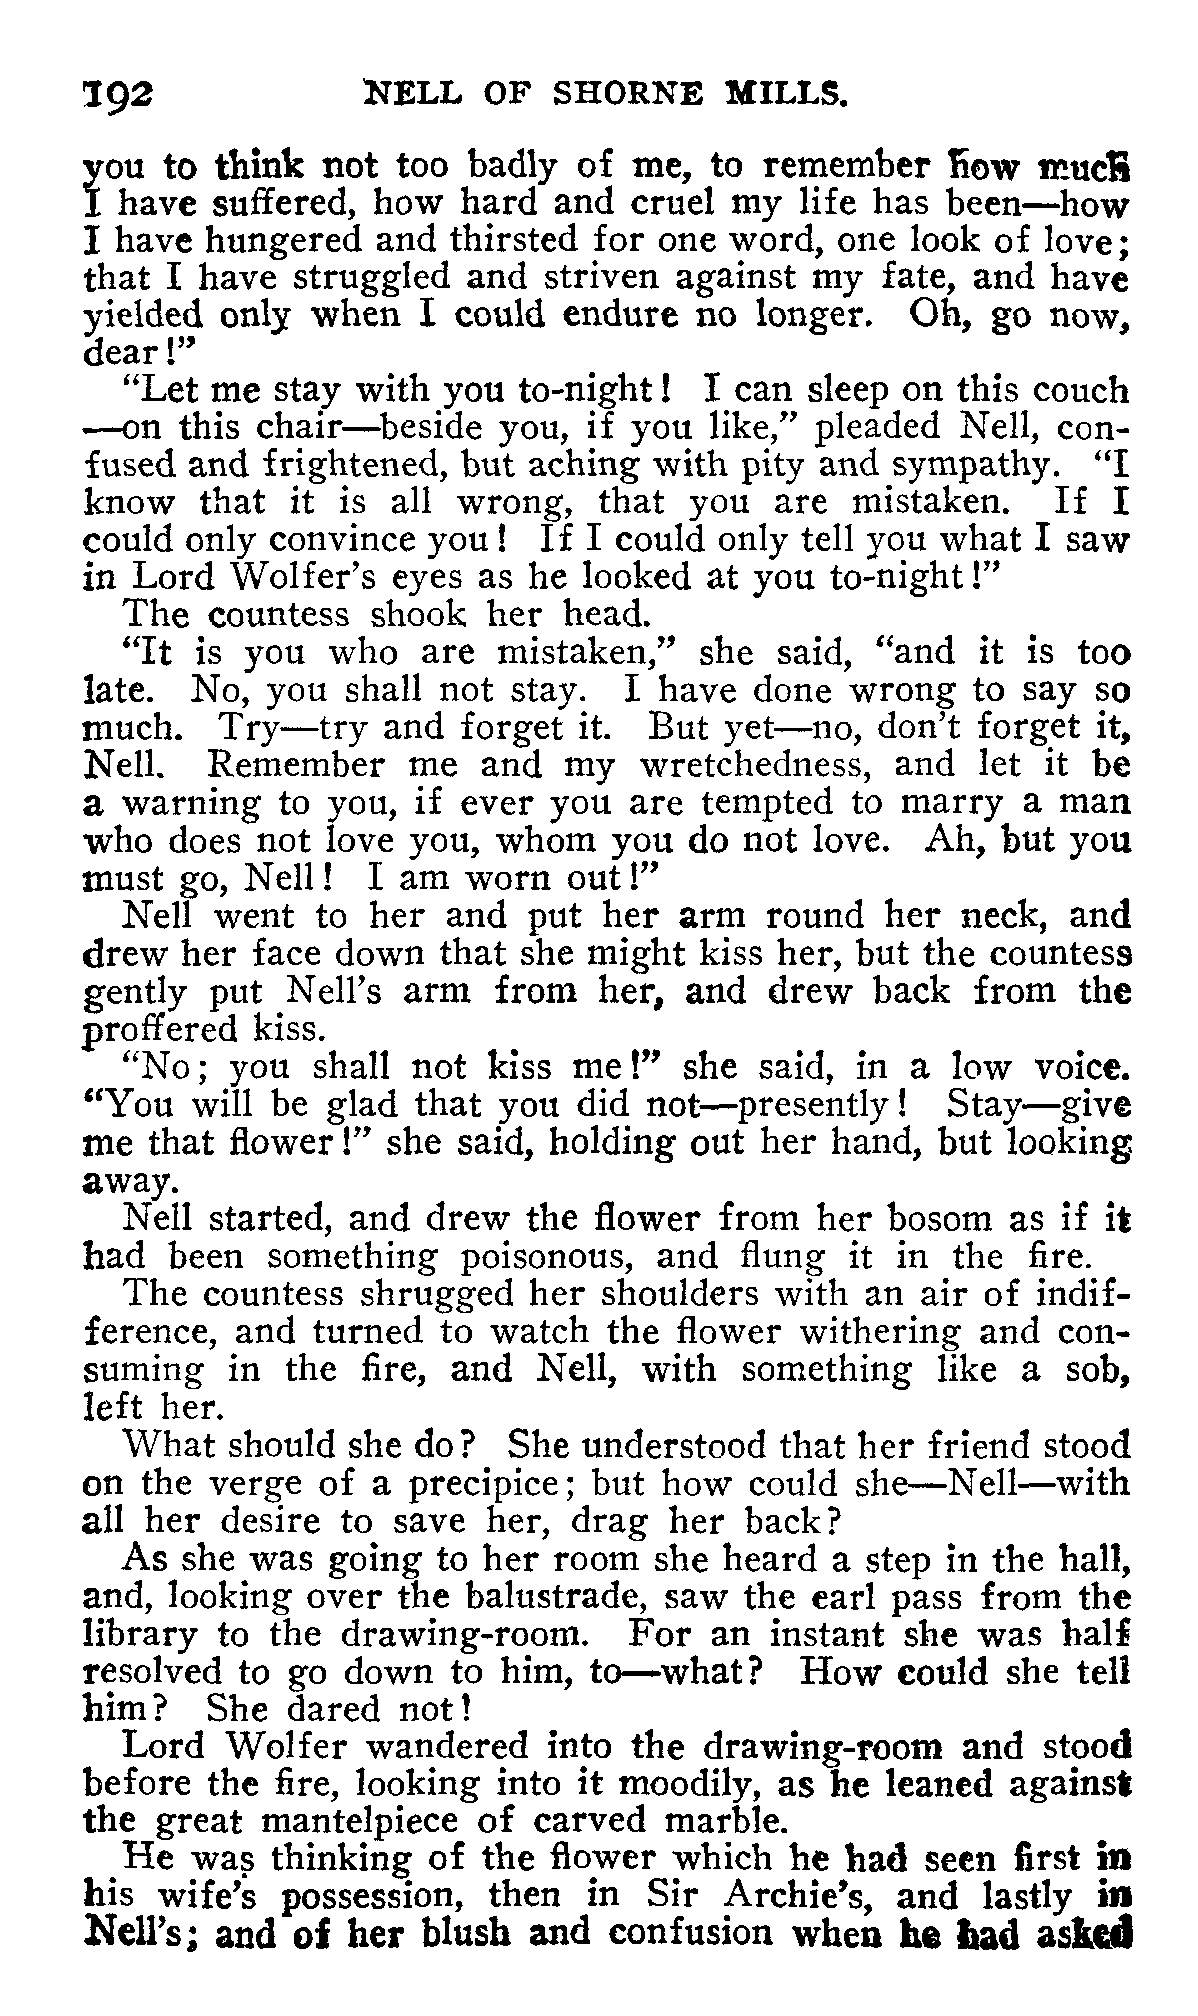 192 NELL OF SHORNE MILLS.
you to think not too badly of me, to remember how much
I have suffered, how hard and cruel my life has been—how
I have hungered and thirsted for one word, one look of love;
that I have struggled and striven against my fate, and have
yielded only when I could endure no longer. Oh, go now,
dear!”
“Let me stay with you to-night! I can sleep on this couch
—on this chair—beside you, if you like,” pleaded Nell, con-
fused and frightened, but aching with pity and sympathy. “I
know that it is all wrong, that you are mistaken. If I
could only convince you! If I could only tell you what I saw
in Lord Wolfer’s eyes as he looked at you to-night!”
The countess shook her head.
“It is you who are mistaken,” she said, “and it is too
late. No, you shall not stay. I have done wrong to say so
much. Try—try and forget it. But yet—no, don’t forget it,
Nell. Remember me and my wretchedness, and let it be
a warning to you, if ever you are tempted to marry a man
who does not love you, whom you do not love. Ah, but you
must go, Nell! I am worn out!”
Nell went to her and put her arm round her neck, and
drew her face down that she might kiss her, but the countess
gently put Nell’s arm from her, and drew back from the
proffered kiss.
“No; you shall not kiss me!” she said, in a low voice.
“You will be glad that you did not—presently! Stay—give
me that flower!” she said, holding out her hand, but looking
away.
Nell started, and drew the flower from her bosom as if it
had been something poisonous, and flung it in the fire.
The countess shrugged her shoulders with an air of indif-
ference, and turned to watch the flower withering and con-
suming in the fire, and Nell, with something like a sob,
left her.
What should she do? She understood that her friend stood
on the verge of a precipice; but how could she—Nell—with
all her desire to save her, drag her back?
As she was going to her room she heard a step in the hall,
and, looking over the balustrade, saw the earl pass from the
library to the drawing-room. For an instant she was half
resolved to go down to him, to—what? How could she tell
him? She dared not!
Lord Wolfer wandered into the drawing-room and stood
before the fire, looking into it moodily, as he leaned against
the great mantelpiece of carved marble.
He was thinking of the flower which he had seen first in
his wife’s possession, then in Sir Archie’s, and lastly in
Nell’s; and of her blush and confusion when he had asked